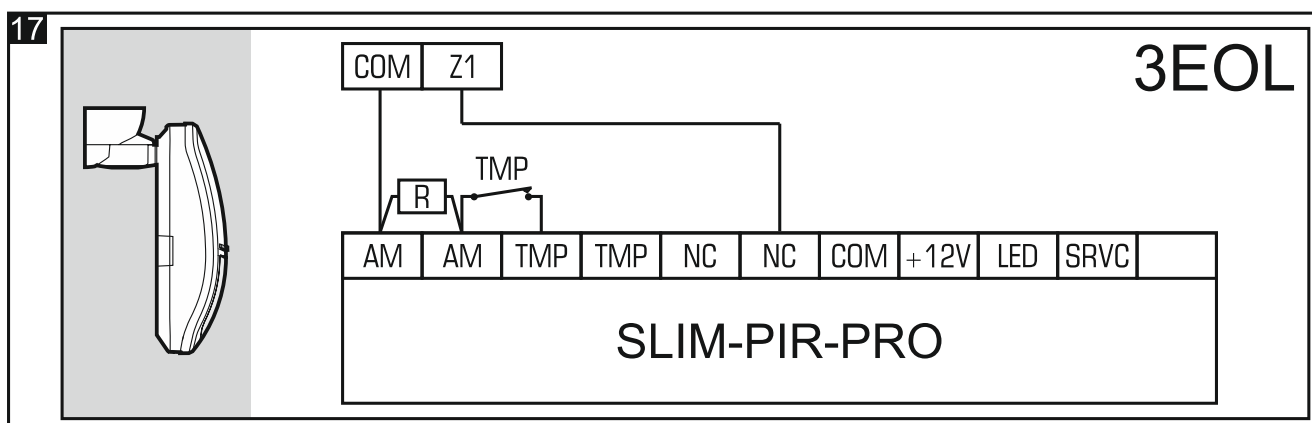 17
3EOL
COM Z1
TMP
R
AM AM TMP TMP NC NC COM +12V LED SRVC
SLIM-PIR-PRO